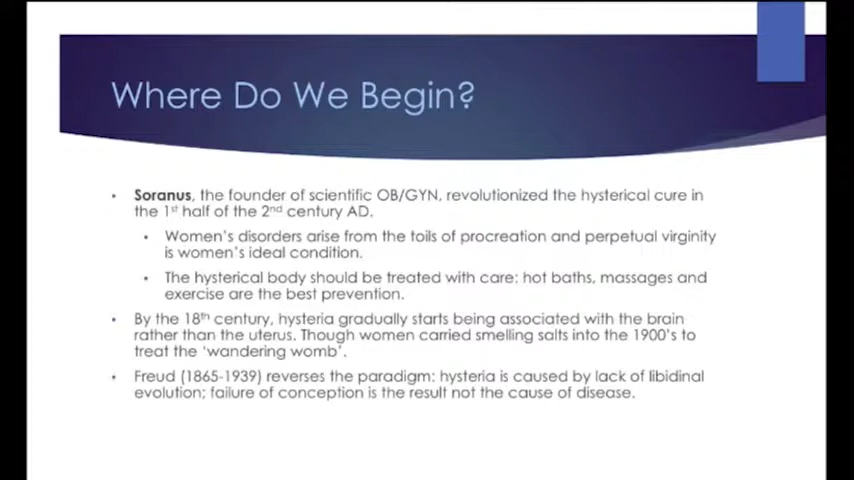 Where Do We Begin?
Soranus, the founder of scientific OB/GYN, revolutionized the hysterical cure in
the 1st half of the 2nd century AD.
Women's disorders arise from the toils of procreation and perpetual virginity
is women's ideal condition.
The hysterical body should be treated with care: hot baths, massages and
exercise are the best prevention.
By the 18th century, hysteria gradually starts being associated with the brain
rather than the uterus. Though women carried smelling salts into the 1900's to
treat the 'wandering womb'.
Freud (1865-1939) reverses the paradigm: hysteria is caused by lack of libidinal
evolution; failure of conception is the result not the cause of disease.